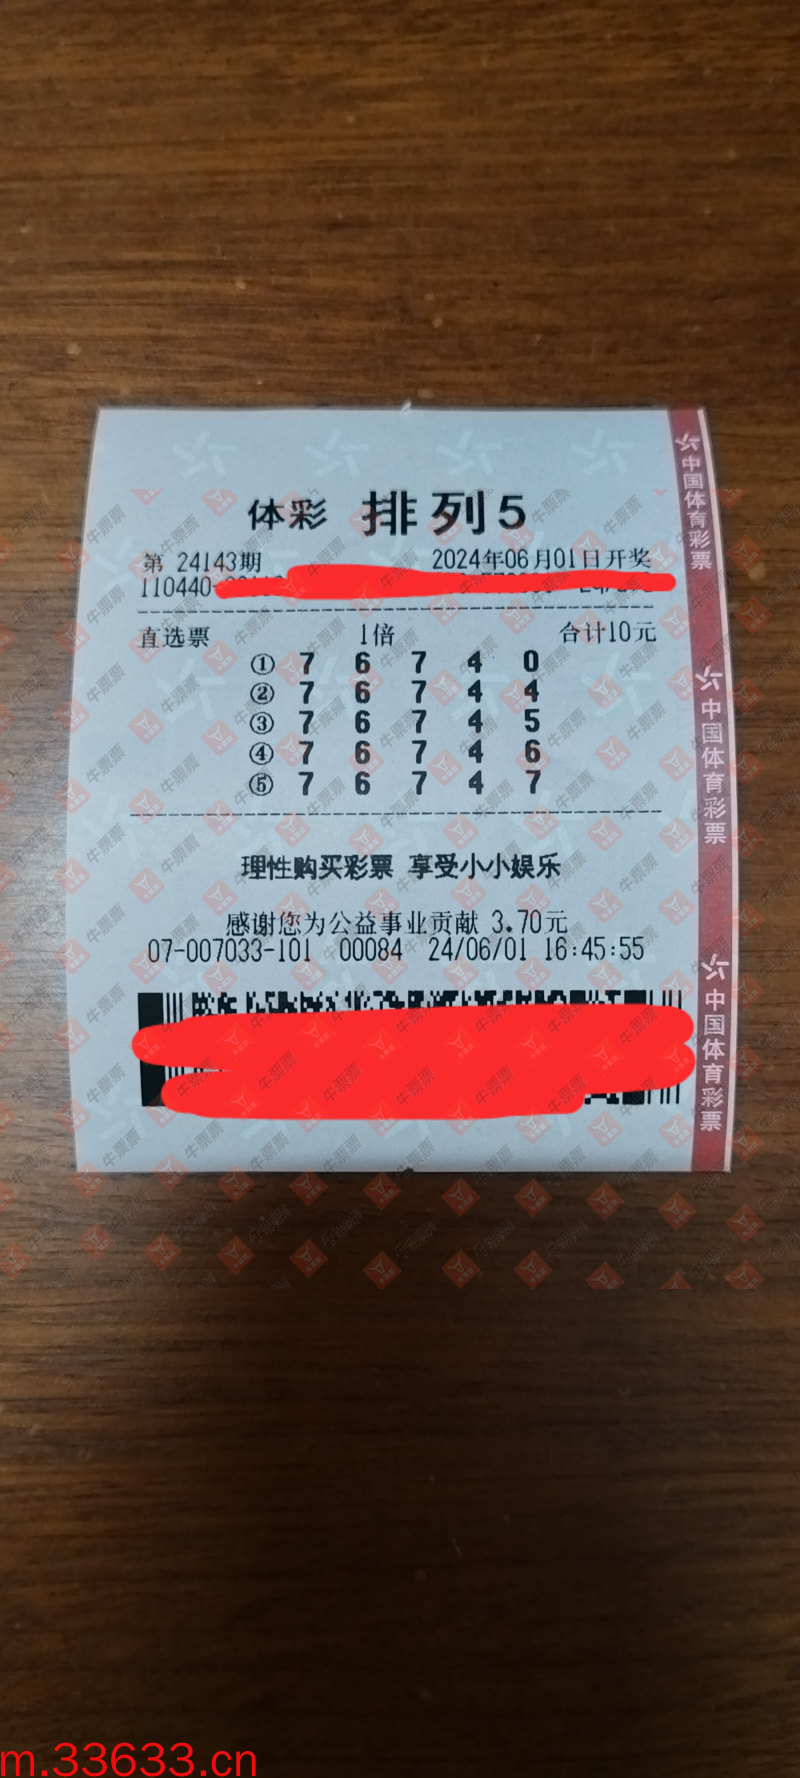 体彩 排列5
第 24143期 2024年06月01日开奖
110440-
直选票 1倍 合计10元
① 7 6 7 4 0
② 7 6 7 4 4
③ 7 6 7 4 5
④ 7 6 7 4 6
⑤ 7 6 7 4 7
理性购买彩票 享受小小娱乐
感谢您为公益事业贡献 3.70元
07-007033-101 00084 24/06/01 16:45:55
中国体育彩票
中国体育彩票
中国体育彩票
牛票票
m.33633.cn